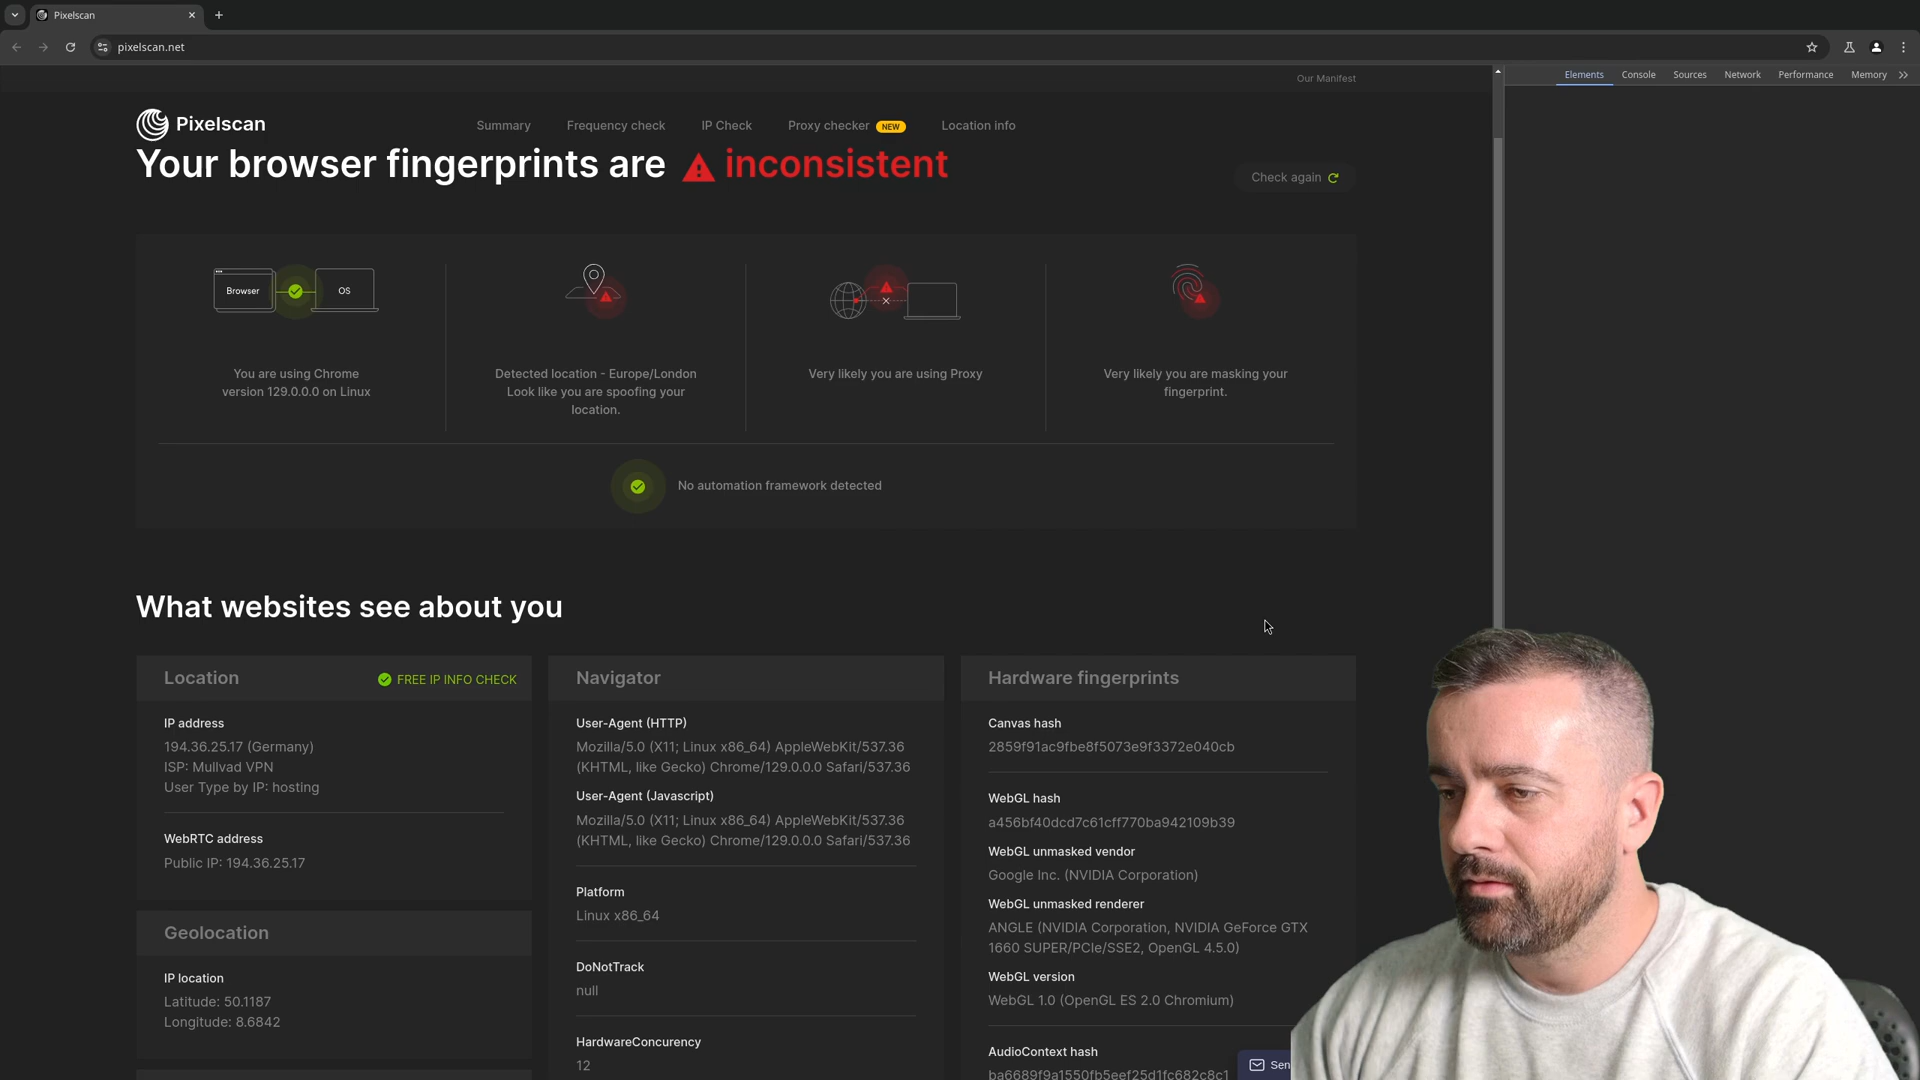 Pixelscan
pixelscan.net
Our Manifest
Elements Console Sources Network Performance Memory
Pixelscan
Summary Frequency check IP Check Proxy checker NEW Location info
Your browser fingerprints are inconsistent
Check again
Browser OS
You are using Chrome
version 129.0.0.0 on Linux
Detected location - Europe/London
Look like you are spoofing your
location.
Very likely you are using Proxy
Very likely you are masking your
fingerprint.
No automation framework detected
What websites see about you
Location FREE IP INFO CHECK
IP address
194.36.25.17 (Germany)
ISP: Mullvad VPN
User Type by IP: hosting
WebRTC address
Public IP: 194.36.25.17
Geolocation
IP location
Latitude: 50.1187
Longitude: 8.6842
Navigator
User-Agent (HTTP)
Mozilla/5.0 (X11; Linux x86_64) AppleWebKit/537.36
(KHTML, like Gecko) Chrome/129.0.0.0 Safari/537.36
User-Agent (Javascript)
Mozilla/5.0 (X11; Linux x86_64) AppleWebKit/537.36
(KHTML, like Gecko) Chrome/129.0.0.0 Safari/537.36
Platform
Linux x86_64
DoNotTrack
null
HardwareConcurency
12
Hardware fingerprints
Canvas hash
2859f91ac9fbe8f5073e9f3372e040cb
WebGL hash
a456bf40dcd7c61cff770ba942109b39
WebGL unmasked vendor
Google Inc. (NVIDIA Corporation)
WebGL unmasked renderer
ANGLE (NVIDIA Corporation, NVIDIA GeForce GTX
1660 SUPER/PCIe/SSE2, OpenGL 4.5.0)
WebGL version
WebGL 1.0 (OpenGL ES 2.0 Chromium)
AudioContext hash
ba6689f9a1550fb5eef25d1fc682c8c1
Sen